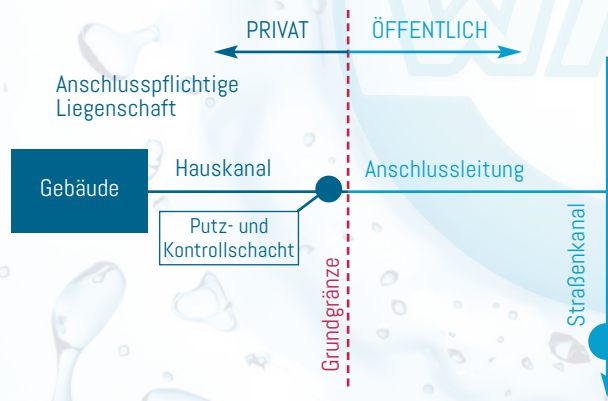 PRIVAT
ÖFFENTLICH
Anschlusspflichtige
Liegenschaft
Gebäude
Hauskanal
Anschlussleitung
Putz- und
Kontrollschacht
Grundgränze
Straßenkanal